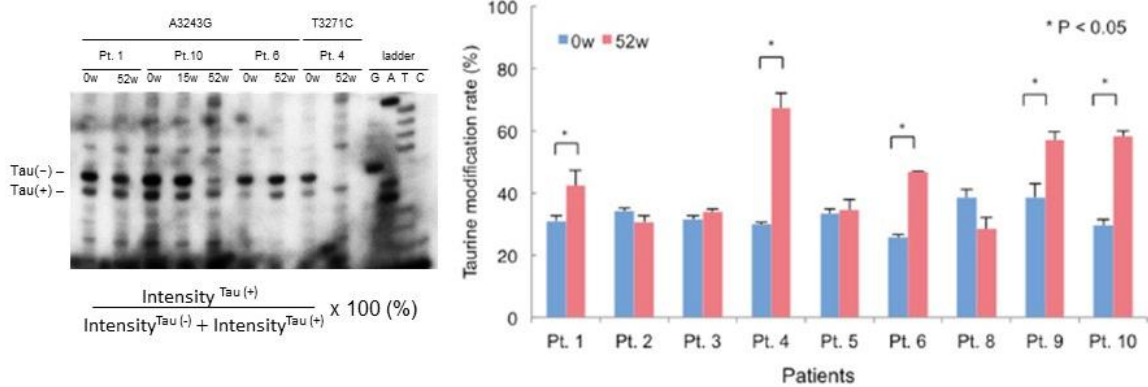 A3243G T3271C
Pt. 1 Pt.10 Pt. 6 Pt. 4 ladder
0w 52w 0w 15w 52w 0w 52w 0w 52w G A T C
Tau(−) –
Tau(+) –
Intensity Tau (+)
Intensity Tau (-) + Intensity Tau (+)
x 100 (%)
Taurine modification rate (%)
0w 52w
* P < 0.05
100
80
60
40
20
0
* * * * *
Pt. 1 Pt. 2 Pt. 3 Pt. 4 Pt. 5 Pt. 6 Pt. 8 Pt. 9 Pt. 10
Patients